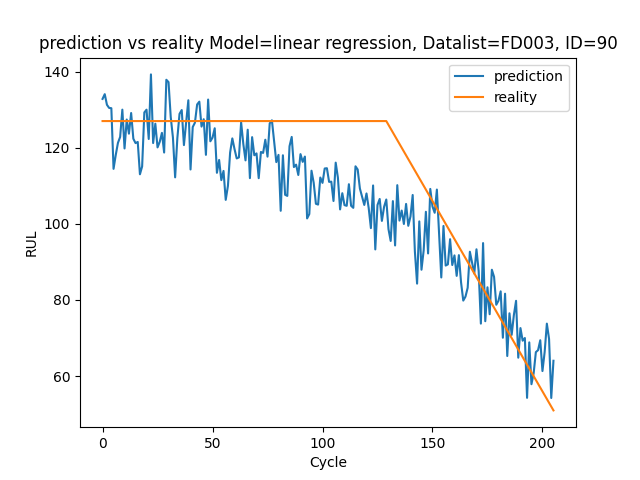 prediction vs reality Model=linear regression, Datalist=FD003, ID=90
prediction
reality
140
120
100
80
60
RUL
0 50 100 150 200
Cycle